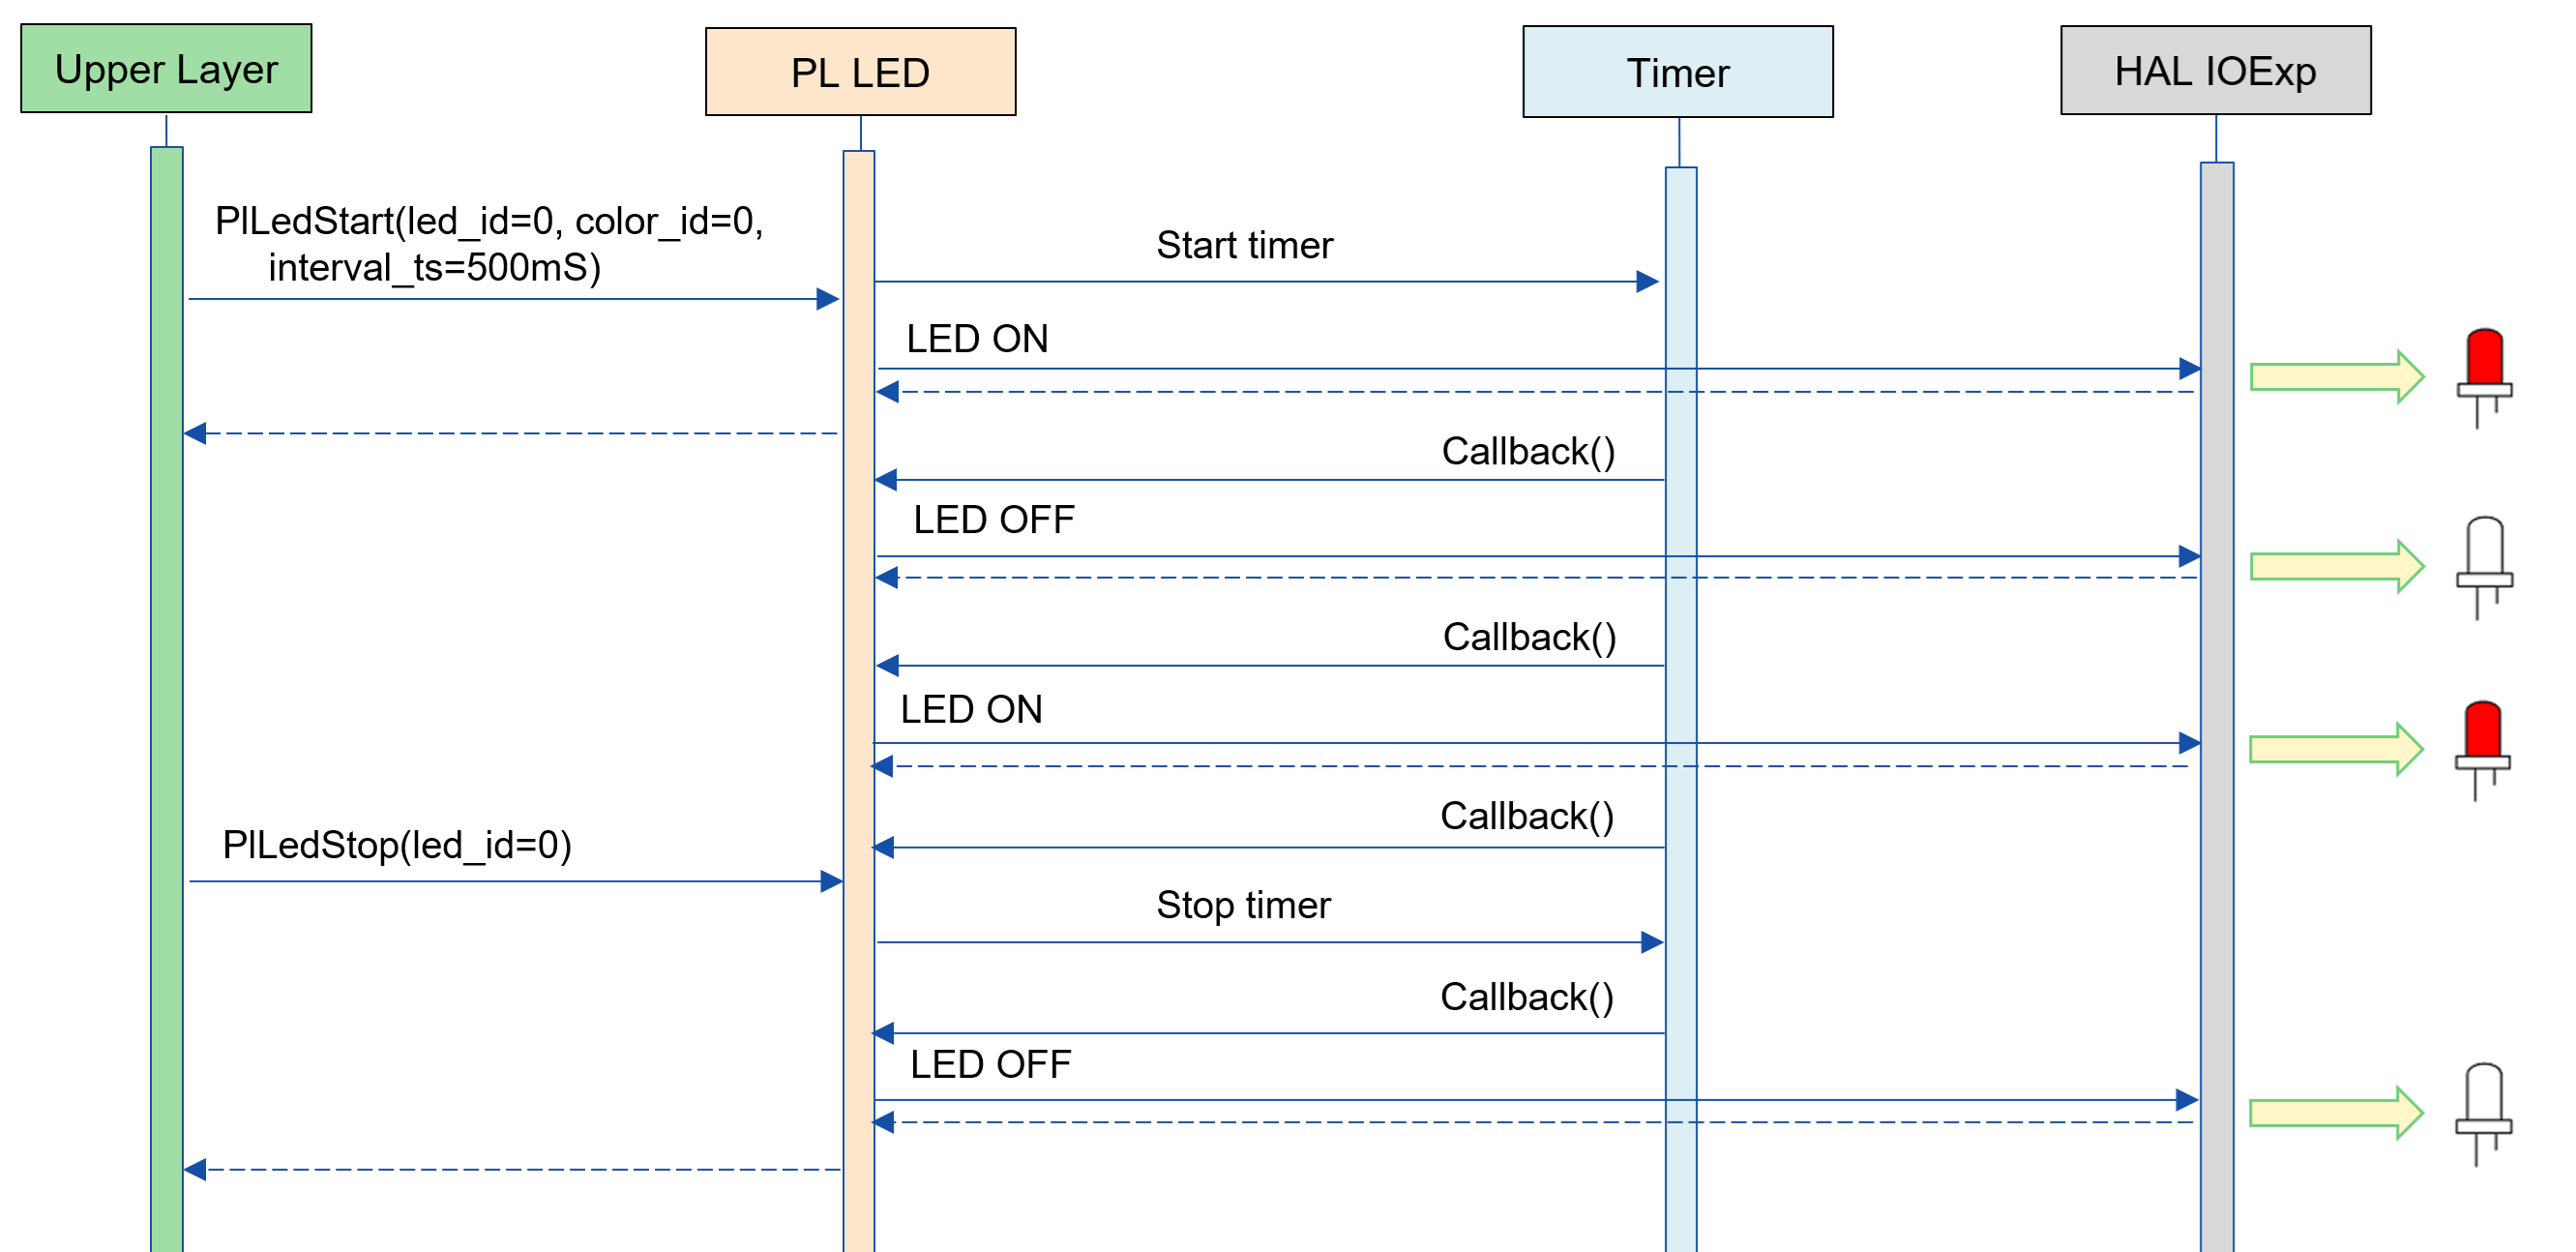 Upper Layer
PL LED
Timer
HAL IOExp
PlLedStart(led_id=0, color_id=0,
interval_ts=500mS)
Start timer
LED ON
Callback()
LED OFF
Callback()
LED ON
Callback()
PlLedStop(led_id=0)
Stop timer
Callback()
LED OFF